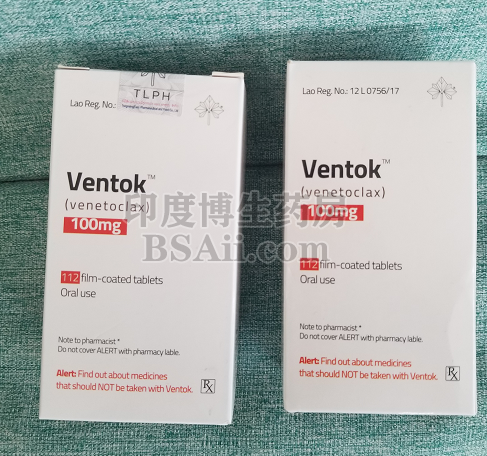 TLPH
Lao Reg. No.:
Ventok™
(venetoclax)
100mg
112 film-coated tablets
Oral use
Note to pharmacist *
Do not cover ALERT with pharmacy lable.
Alert: Find out about medicines
that should NOT be taken with Ventok.
Rx
Lao Reg. No.: 12 L 0756/17
Ventok™
(venetoclax)
100mg
112 film-coated tablets
Oral use
Note to pharmacist *
Do not cover ALERT with pharmacy lable.
Alert: Find out about medicines
that should NOT be taken with Ventok.
Rx
印度博生药房
BSAii.com